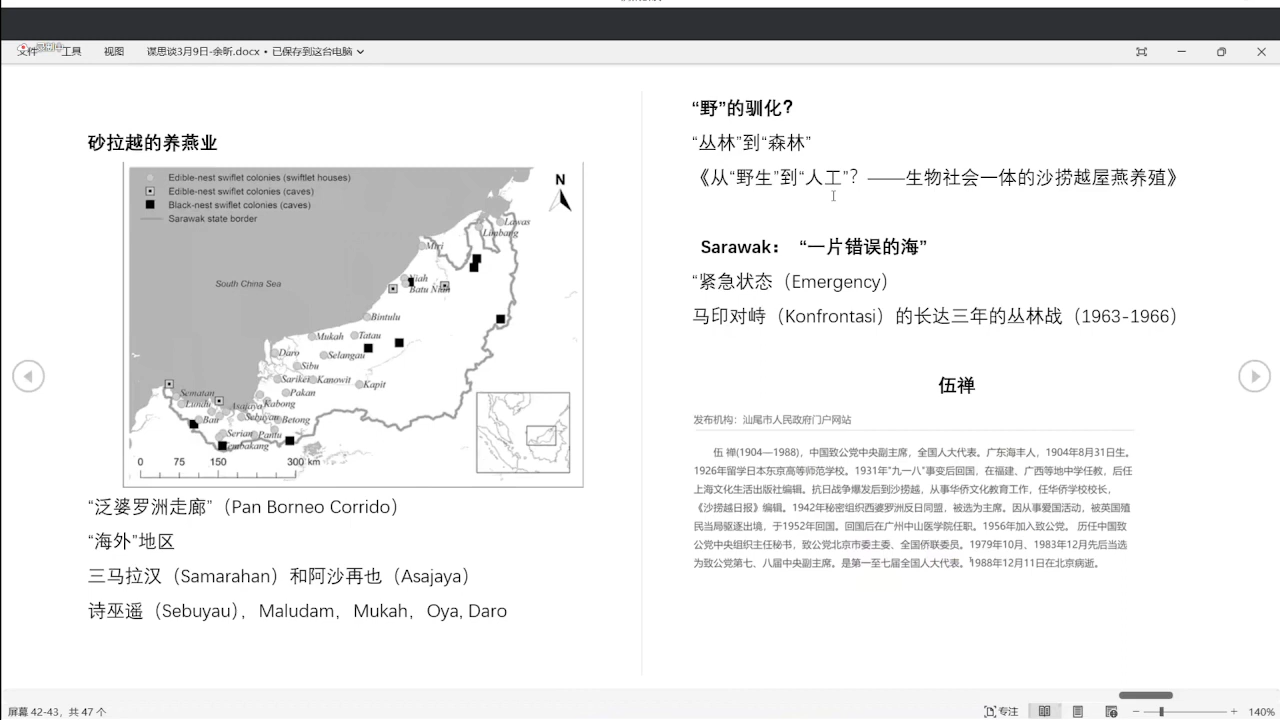 文件 工具 视图 谋思谈3月9日-余昕.docx • 已保存到这台电脑
砂拉越的养燕业
Edible-nest swiflet colonies (swiftlet houses)
Edible-nest swiflet colonies (caves)
Black-nest swiflet colonies (caves)
Sarawak state border
N
Lawas
Limbang
Miri
South China Sea
Niah
Batu Niah
Bintulu
Mukah
Tatau
Daro
Selangau
Sibu
Sarikei
Kanowit
Kapit
Pakan
Sematan
Lundu
Asajaya
Kabong
Sebuyau
Betong
Bau
Serian
Pantu
Tembakang
0 75 150 300 km
“泛婆罗洲走廊”（Pan Borneo Corrido）
“海外”地区
三马拉汉（Samarahan）和阿沙再也（Asajaya）
诗巫遥（Sebuyau），Maludam，Mukah，Oya, Daro
“野”的驯化？
“丛林”到“森林”
《从“野生”到“人工”？——生物社会一体的沙捞越屋燕养殖》
Sarawak： “一片错误的海”
“紧急状态（Emergency）
马印对峙（Konfrontasi）的长达三年的丛林战（1963-1966）
伍禅
发布机构：汕尾市人民政府门户网站
伍 禅(1904—1988)，中国致公党中央副主席，全国人大代表。广东海丰人，1904年8月31日生。
1926年留学日本东京高等师范学校。1931年“九一八”事变后回国，在福建、广西等地中学任教，后任
上海文化生活出版社编辑。抗日战争爆发后到沙捞越，从事华侨文化教育工作，任华侨学校校长，
《沙捞越日报》编辑。1942年秘密组织西婆罗洲反日同盟，被选为主席。因从事爱国活动，被英国殖
民当局驱逐出境，于1952年回国。回国后在广州中山医学院任职。1956年加入致公党。 历任中国致
公党中央组织主任秘书，致公党北京市委主委、全国侨联委员。1979年10月、1983年12月先后当选
为致公党第七、八届中央副主席。是第一至七届全国人大代表。1988年12月11日在北京病逝。
屏幕 42-43，共 47 个
专注
140%